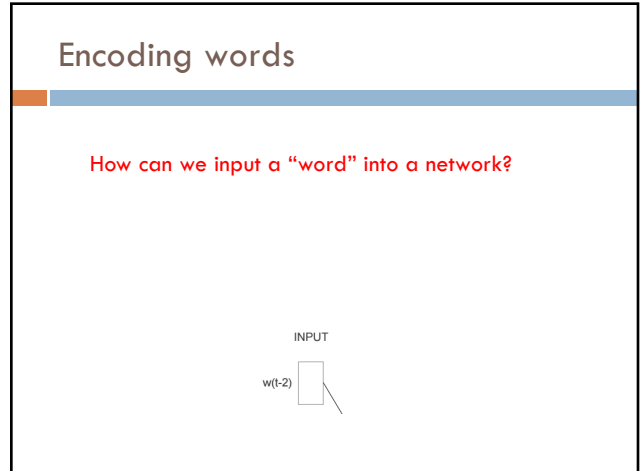 Encoding words
How can we input a “word” into a network?
INPUT
w(t-2)